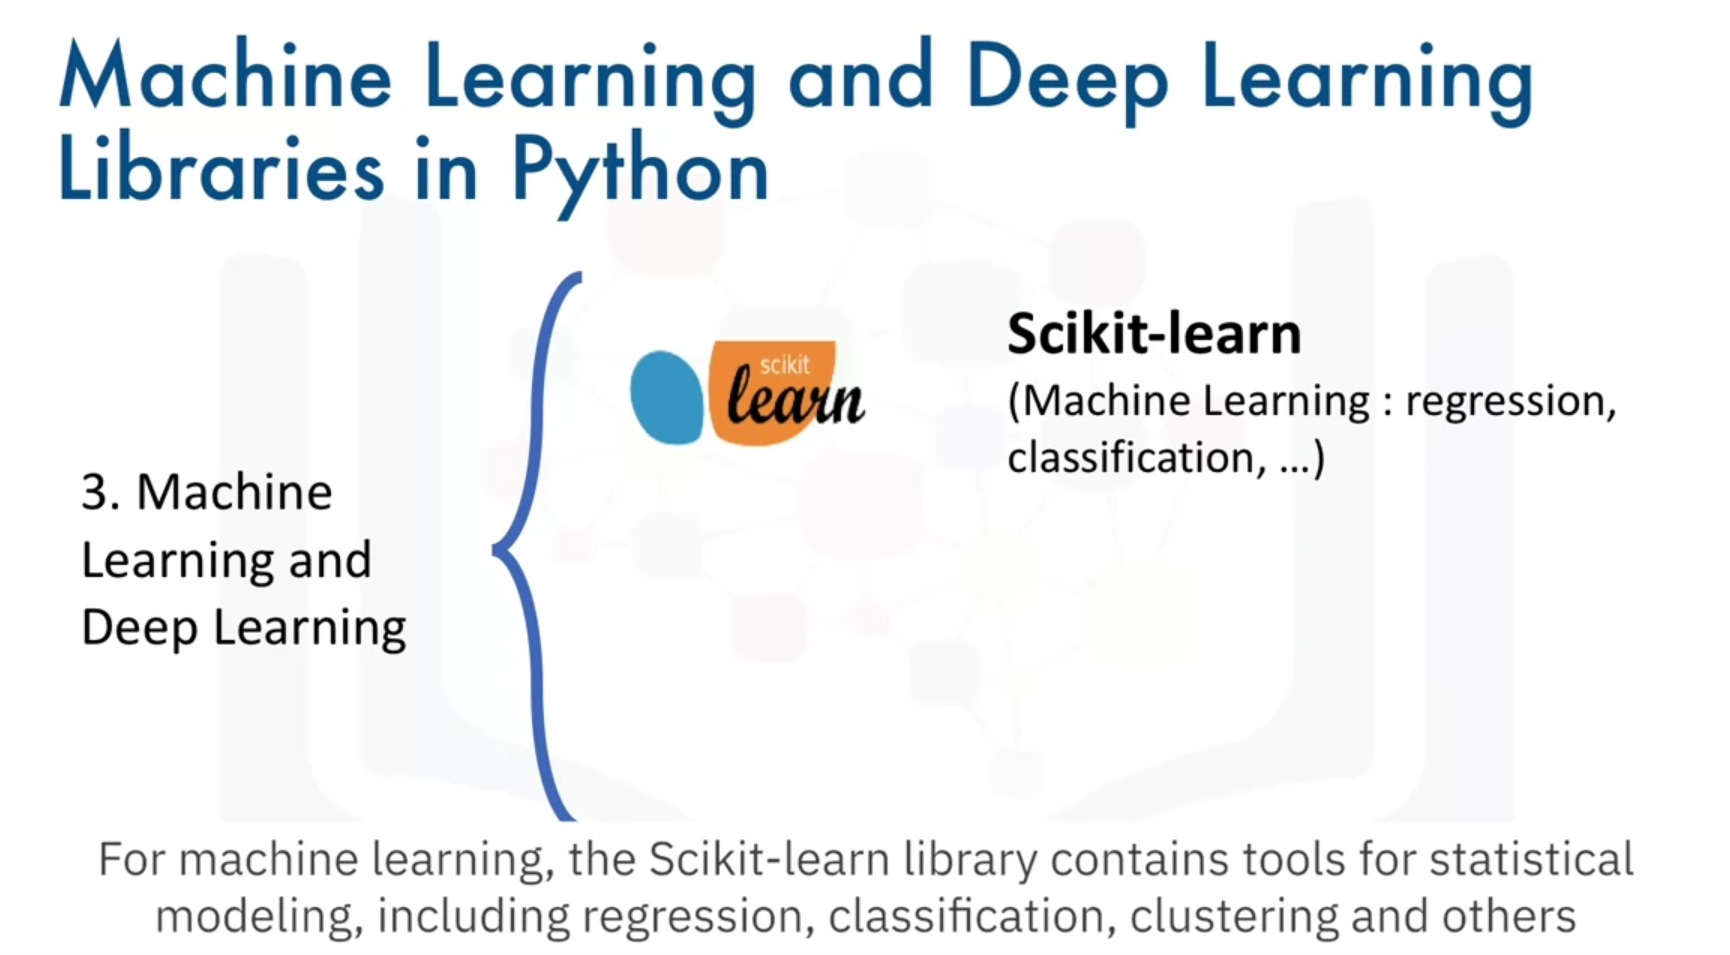 Machine Learning and Deep Learning
Libraries in Python
scikit
learn
Scikit-learn
(Machine Learning : regression,
classification, ...)
3. Machine
Learning and
Deep Learning
For machine learning, the Scikit-learn library contains tools for statistical
modeling, including regression, classification, clustering and others